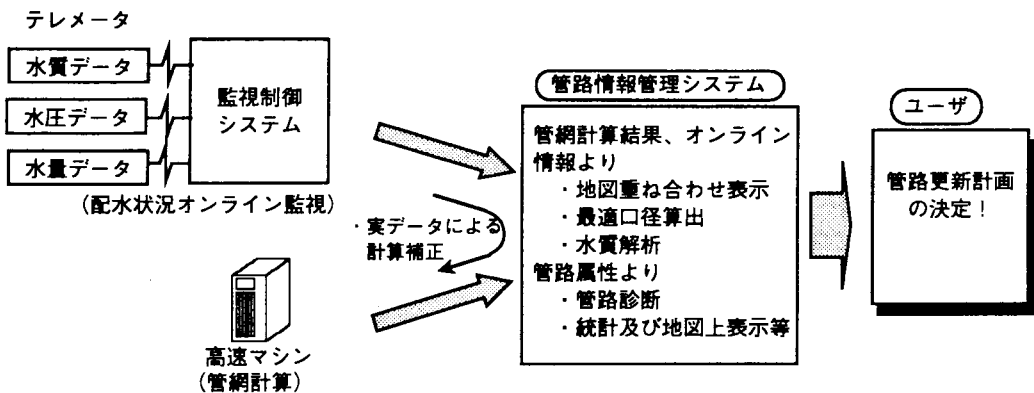 テレメータ
水質データ
水圧データ
水量データ
監視制御
システム
(配水状況オンライン監視)
・実データによる
計算補正
高速マシン
(管網計算)
管路情報管理システム
管網計算結果、オンライン
情報より
・地図重ね合わせ表示
・最適口径算出
・水質解析
管路属性より
・管路診断
・統計及び地図上表示等
ユーザ
管路更新計画
の決定!